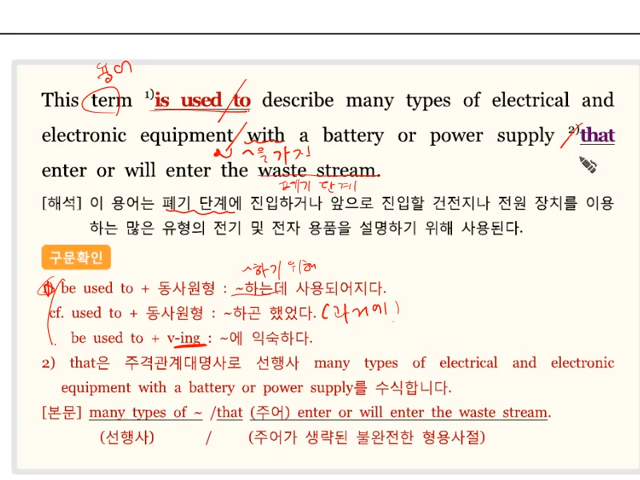 용어
This term 1)is used to describe many types of electrical and
electronic equipment with a battery or power supply 2)that
~을 가진
enter or will enter the waste stream.
폐기 단계
[해석] 이 용어는 폐기 단계에 진입하거나 앞으로 진입할 건전지나 전원 장치를 이용
하는 많은 유형의 전기 및 전자 용품을 설명하기 위해 사용된다.
구문확인
~하기 위해
1) be used to + 동사원형 : ~하는데 사용되어지다.
cf. used to + 동사원형 : ~하곤 했었다. (과거에)
be used to + v-ing : ~에 익숙하다.
2) that은 주격관계대명사로 선행사 many types of electrical and electronic
equipment with a battery or power supply를 수식합니다.
[본문] many types of ~ /that (주어) enter or will enter the waste stream.
(선행사) / (주어가 생략된 불완전한 형용사절)